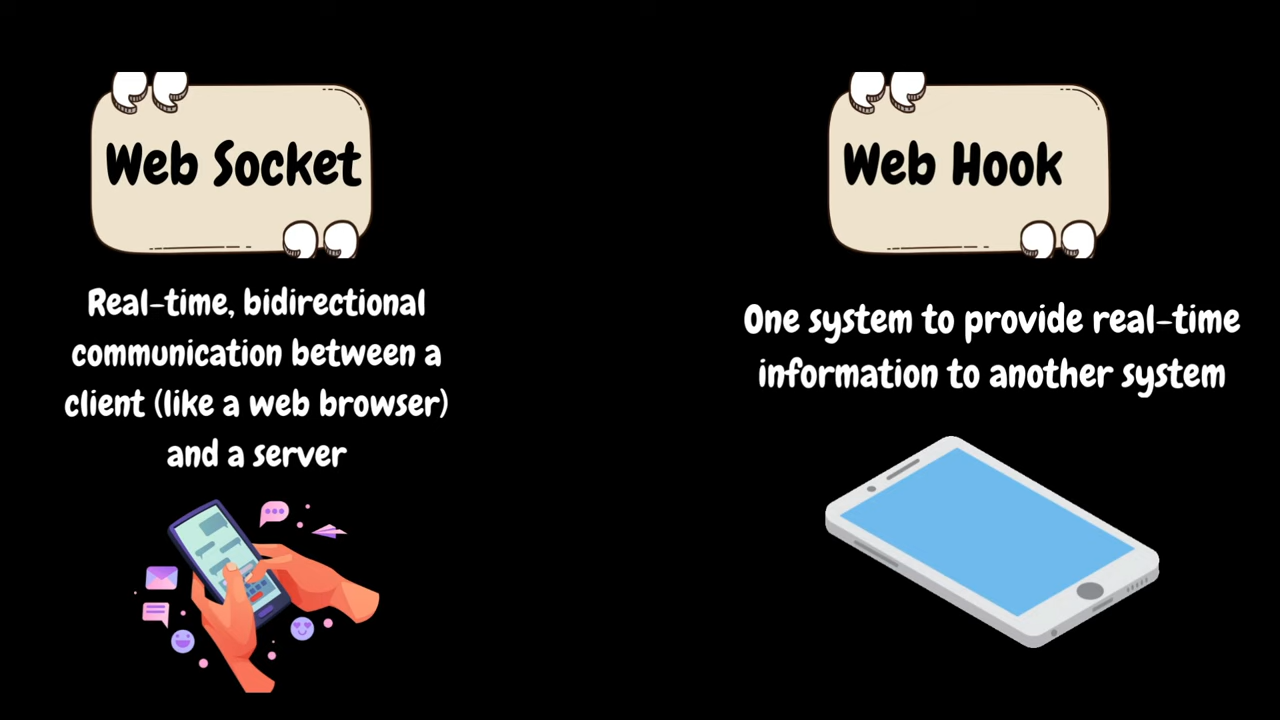 Web Socket
Real-time, bidirectional
communication between a
client (like a web browser)
and a server
Web Hook
One system to provide real-time
information to another system